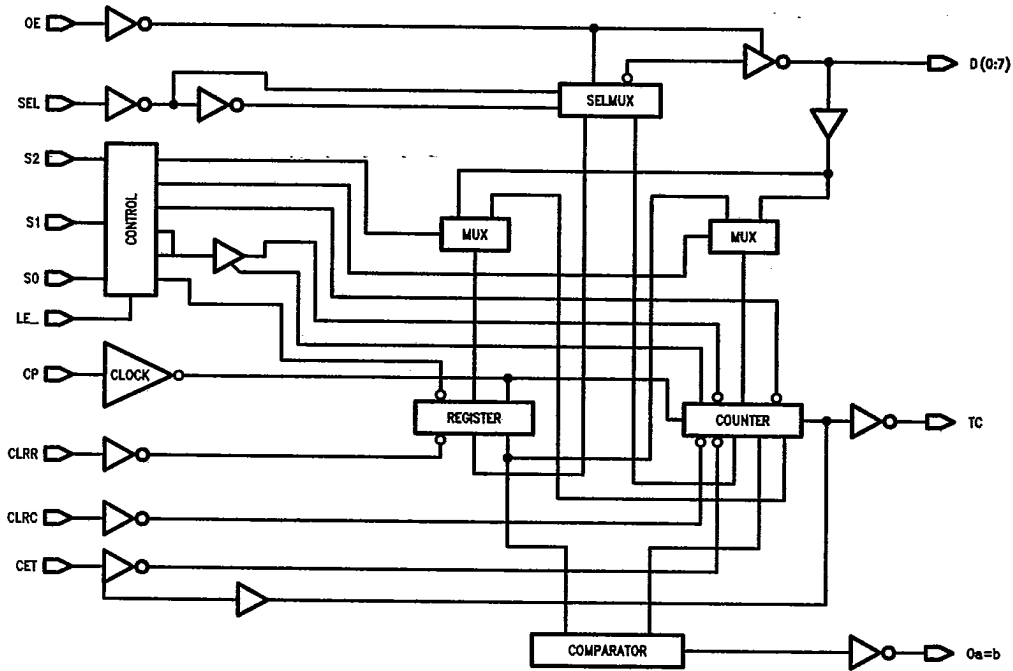 OE
D(0:7)
SEL
SELMUX
S2
CONTROL
S1
MUX
MUX
S0
LE_
CP
CLOCK
REGISTER
COUNTER
TC
CLRR
CLRC
CET
COMPARATOR
Oa=b